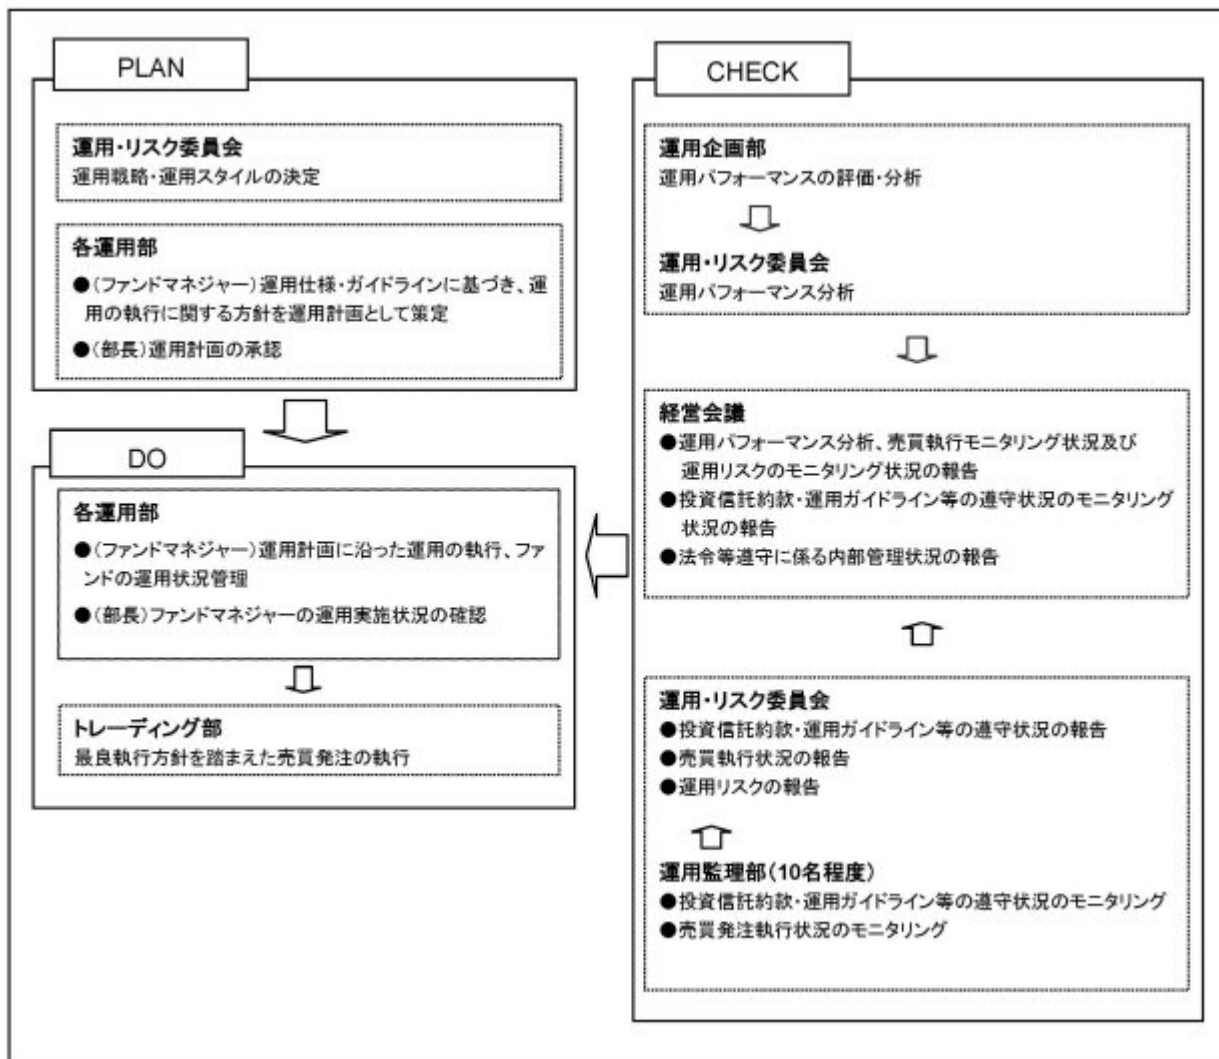 PLAN
運用・リスク委員会
運用戦略・運用スタイルの決定
各運用部
●(ファンドマネジャー)運用仕様・ガイドラインに基づき、運
用の執行に関する方針を運用計画として策定
●(部長)運用計画の承認
DO
各運用部
●(ファンドマネジャー)運用計画に沿った運用の執行、ファ
ンドの運用状況管理
●(部長)ファンドマネジャーの運用実施状況の確認
トレーディング部
最良執行方針を踏まえた売買発注の執行
CHECK
運用企画部
運用パフォーマンスの評価・分析
運用・リスク委員会
運用パフォーマンス分析
経営会議
●運用パフォーマンス分析、売買執行モニタリング状況及び
運用リスクのモニタリング状況の報告
●投資信託約款・運用ガイドライン等の遵守状況のモニタリング
状況の報告
●法令等遵守に係る内部管理状況の報告
運用・リスク委員会
●投資信託約款・運用ガイドライン等の遵守状況の報告
●売買執行状況の報告
●運用リスクの報告
運用監理部(10名程度)
●投資信託約款・運用ガイドライン等の遵守状況のモニタリング
●売買発注執行状況のモニタリング